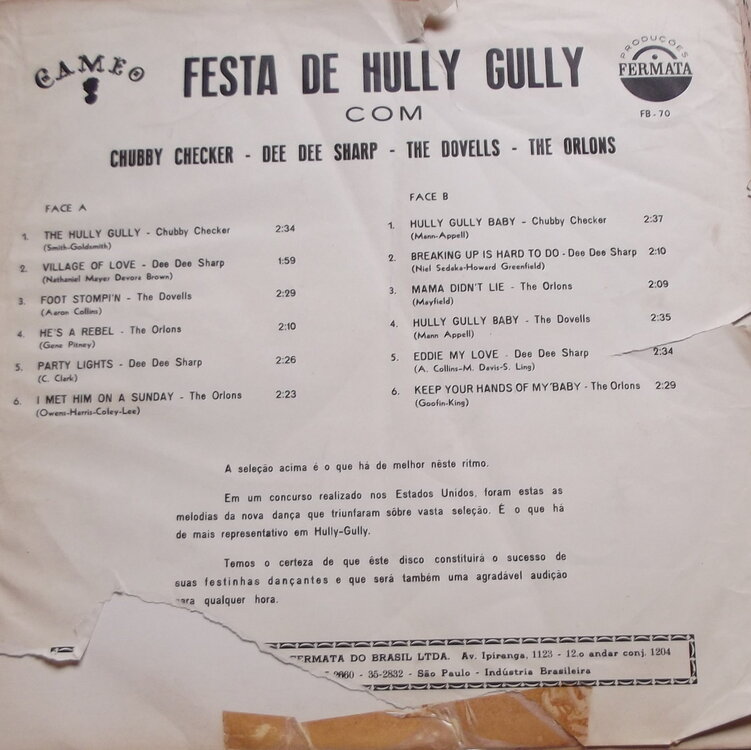 CAMEO
FESTA DE HULLY GULLY
PRODUÇÕES
FERMATA
COM
FB-70
CHUBBY CHECKER - DEE DEE SHARP - THE DOVELLS - THE ORLONS
FACE A
1. THE HULLY GULLY - Chubby Checker 2:34
(Smith-Goldsmith)
2. VILLAGE OF LOVE - Dee Dee Sharp 1:59
(Nathaniel Mayer Devora Brown)
3. FOOT STOMPI'N - The Dovells 2:29
(Aaron Collins)
4. HE'S A REBEL - The Orlons 2:10
(Gene Pitney)
5. PARTY LIGHTS - Dee Dee Sharp 2:26
(C. Clark)
6. I MET HIM ON A SUNDAY - The Orlons 2:23
(Owens-Harris-Coley-Lee)
FACE B
1. HULLY GULLY BABY - Chubby Checker 2:37
(Mann-Appell)
2. BREAKING UP IS HARD TO DO - Dee Dee Sharp 2:10
(Niel Sedaka-Howard Greenfield)
3. MAMA DIDN'T LIE - The Orlons 2:09
(Mayfield)
4. HULLY GULLY BABY - The Dovells 2:35
(Mann Appell)
5. EDDIE MY LOVE - Dee Dee Sharp 2:34
(A. Collins-M. Davis-S. Ling)
6. KEEP YOUR HANDS OF MY BABY - The Orlons 2:29
(Goofin-King)
A seleção acima é o que há de melhor nêste ritmo.
Em um concurso realizado nos Estados Unidos, foram estas as
melodias da nova dança que triunfaram sôbre vasta seleção. É o que há
de mais representativo em Hully-Gully.
Temos o certeza de que êste disco constituirá o sucesso de
suas festinhas dançantes e que será também uma agradável audição
para qualquer hora.
FERMATA DO BRASIL LTDA. Av. Ipiranga, 1123 - 12.o andar conj. 1204
35-2832 - São Paulo - Indústria Brasileira